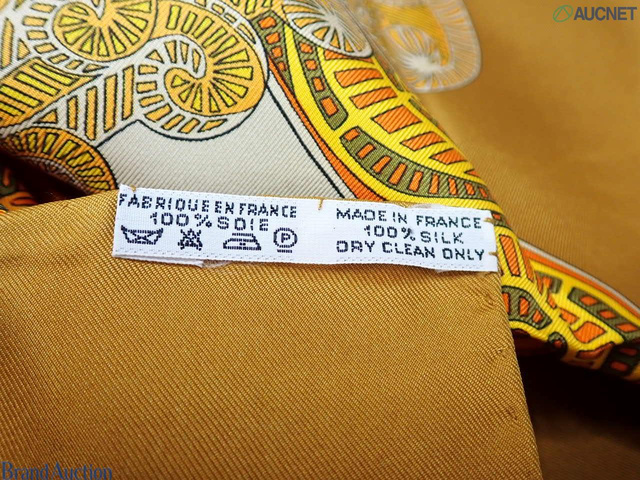 AUCNET
FABRIQUE EN FRANCE
100% SOIE
P
MADE IN FRANCE
100% SILK
DRY CLEAN ONLY
Brand Auction